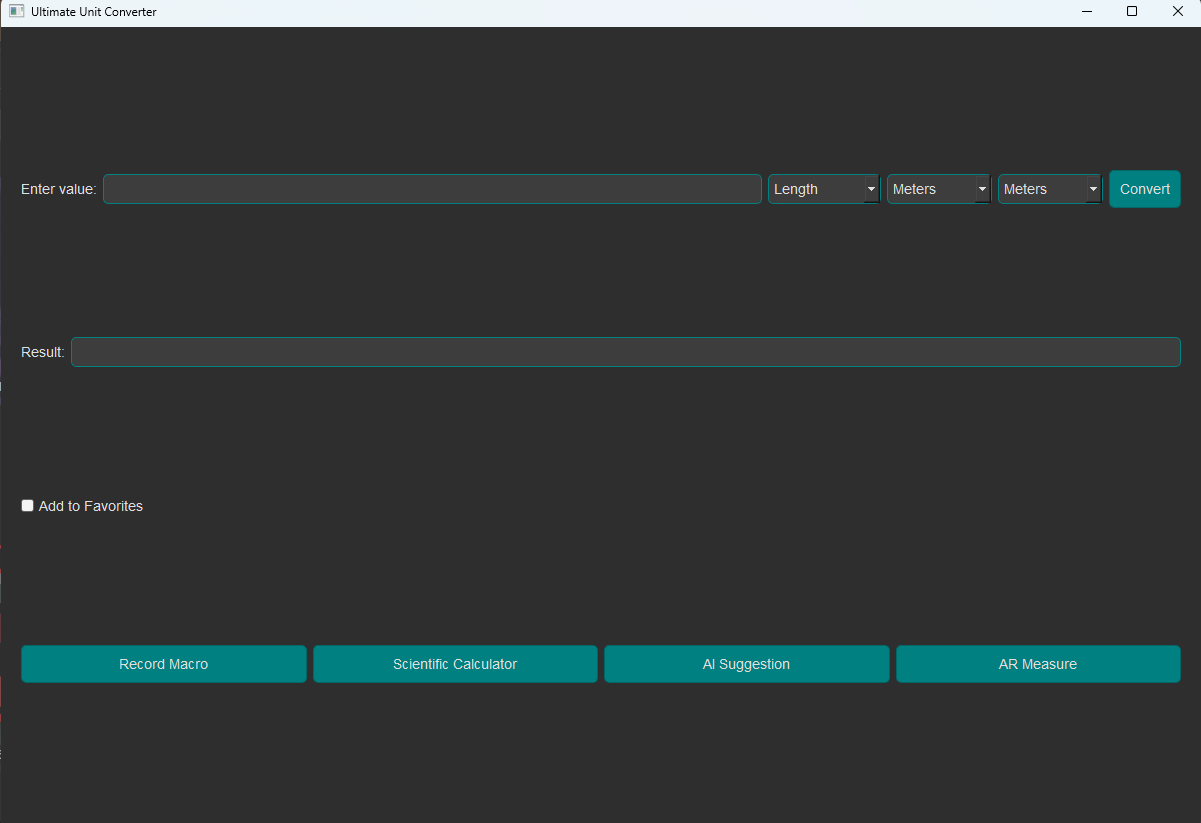 Ultimate Unit Converter
Enter value: Length Meters Meters Convert
Result:
Add to Favorites
Record Macro Scientific Calculator AI Suggestion AR Measure